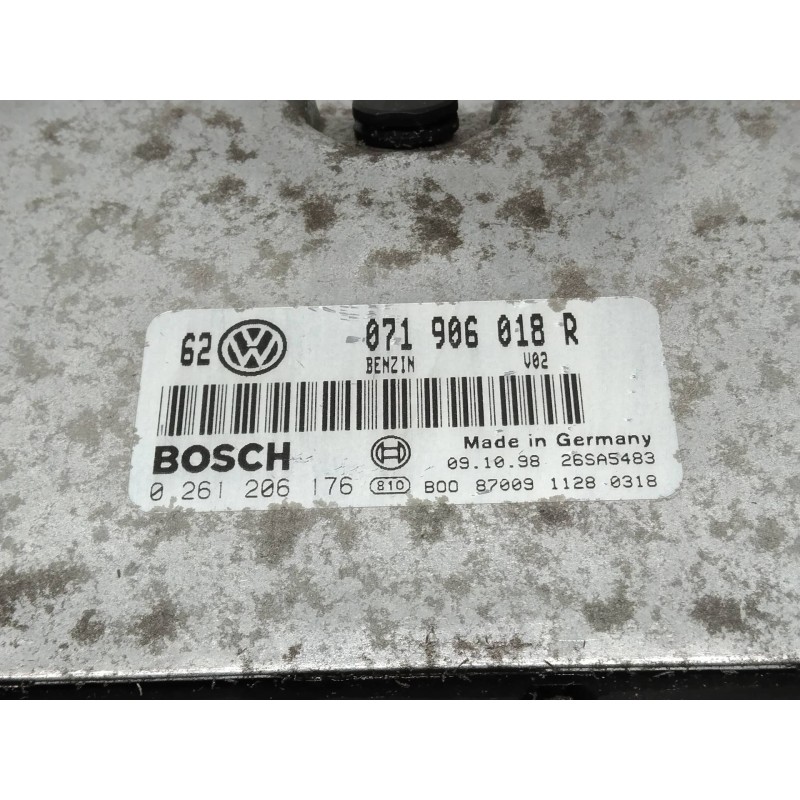 62 VW 071 906 018 R
BENZIN V02
BOSCH Made in Germany
09.10.98 26SA5483
0 261 206 176 810 B00 87009 1128 0318